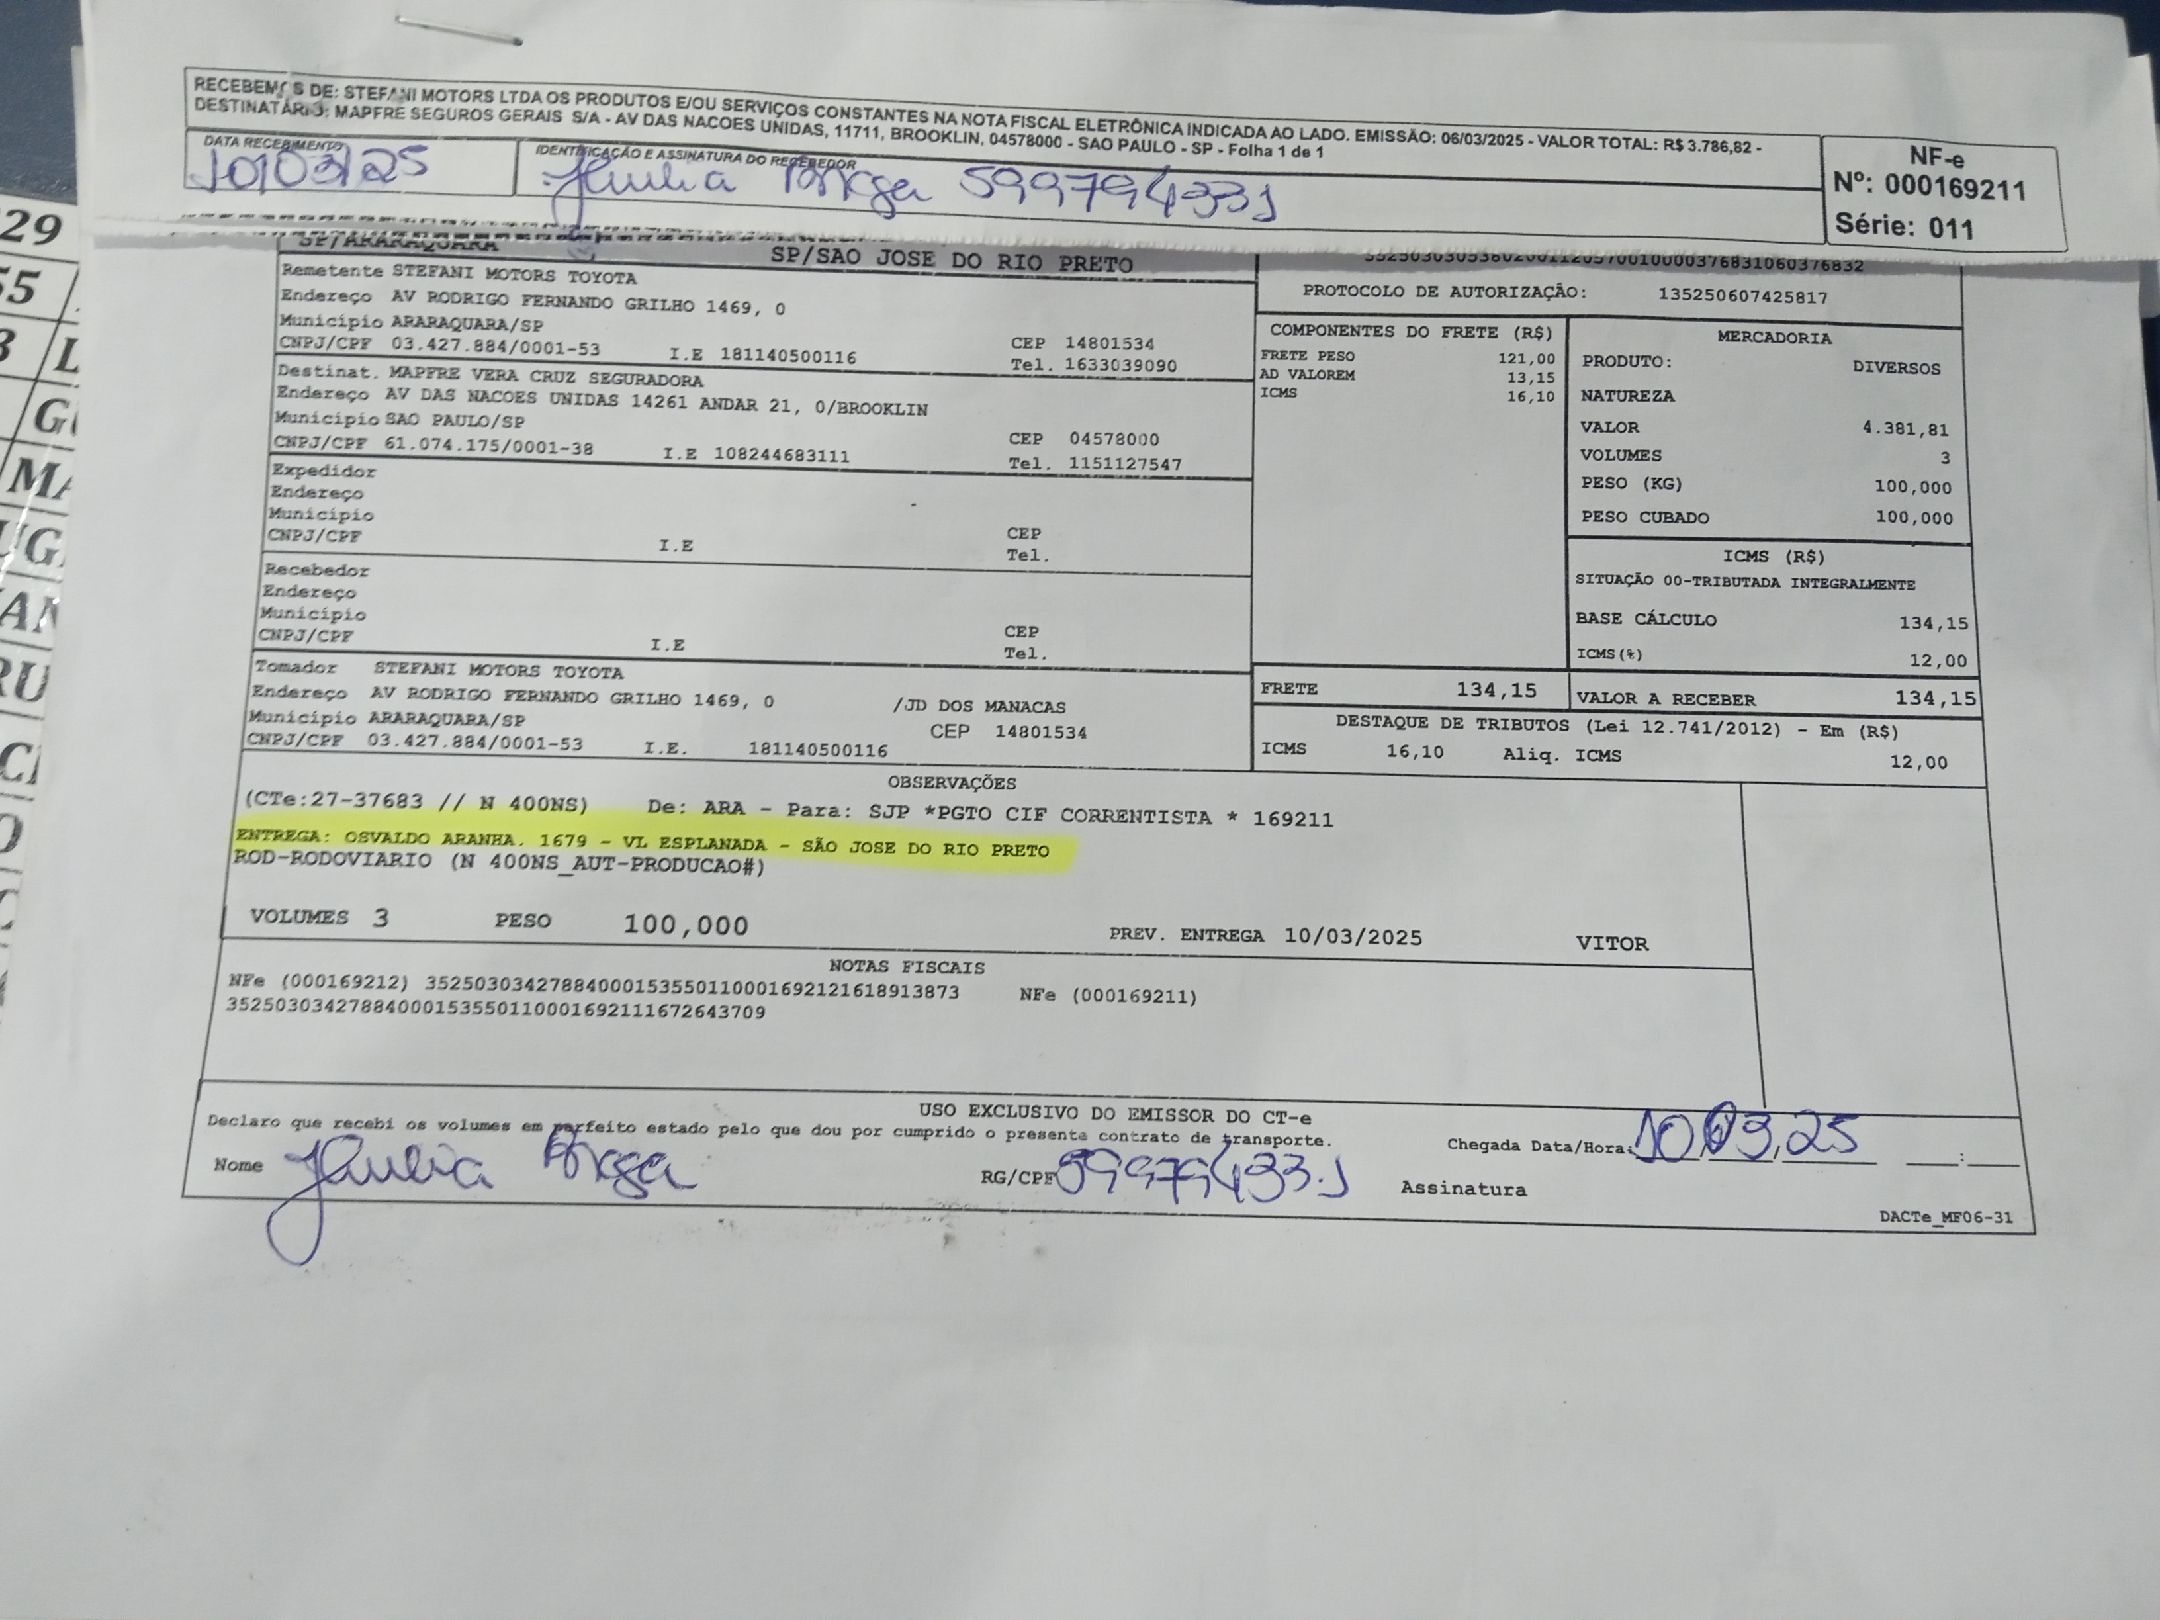 RECEBEMOS DE: STEFANI MOTORS LTDA OS PRODUTOS E/OU SERVIÇOS CONSTANTES NA NOTA FISCAL ELETRÔNICA INDICADA AO LADO. EMISSÃO: 06/03/2025 - VALOR TOTAL: R$ 3.786,82 -
DESTINATÁRIO: MAPFRE SEGUROS GERAIS S/A - AV DAS NACOES UNIDAS, 11711, BROOKLIN, 04578000 - SAO PAULO - SP - Folha 1 de 1
DATA RECEBIMENTO
10/03/25
IDENTIFICAÇÃO E ASSINATURA DO RECEBEDOR
Braga 599794331
NF-e
Nº: 000169211
Série: 011
SP/ARARAQUARA
SP/SAO JOSE DO RIO PRETO
Remetente STEFANI MOTORS TOYOTA
Endereço AV RODRIGO FERNANDO GRILHO 1469, 0
Município ARARAQUARA/SP CEP 14801534
CNPJ/CPF 03.427.884/0001-53 I.E 181140500116 Tel. 1633039090
Destinat. MAPFRE VERA CRUZ SEGURADORA
Endereço AV DAS NACOES UNIDAS 14261 ANDAR 21, 0/BROOKLIN
Município SAO PAULO/SP CEP 04578000
CNPJ/CPF 61.074.175/0001-38 I.E 108244683111 Tel. 1151127547
Expedidor
Endereço
Município CEP
CNPJ/CPF I.E Tel.
Recebedor
Endereço
Município CEP
CNPJ/CPF I.E Tel.
Tomador STEFANI MOTORS TOYOTA
Endereço AV RODRIGO FERNANDO GRILHO 1469, 0 /JD DOS MANACAS
Município ARARAQUARA/SP CEP 14801534
CNPJ/CPF 03.427.884/0001-53 I.E. 181140500116
PROTOCOLO DE AUTORIZAÇÃO: 135250607425817
COMPONENTES DO FRETE (R$)
FRETE PESO 121,00
AD VALOREM 13,15
ICMS 16,10
MERCADORIA
PRODUTO: DIVERSOS
NATUREZA
VALOR 4.381,81
VOLUMES 3
PESO (KG) 100,000
PESO CUBADO 100,000
ICMS (R$)
SITUAÇÃO 00-TRIBUTADA INTEGRALMENTE
BASE CÁLCULO 134,15
ICMS(%) 12,00
FRETE 134,15
VALOR A RECEBER 134,15
DESTAQUE DE TRIBUTOS (Lei 12.741/2012) - Em (R$)
ICMS 16,10 Aliq. ICMS 12,00
OBSERVAÇÕES
(CTe:27-37683 // N 400NS) De: ARA - Para: SJP *PGTO CIF CORRENTISTA * 169211
ENTREGA: OSVALDO ARANHA. 1679 - VL ESPLANADA - SÃO JOSE DO RIO PRETO
ROD-RODOVIARIO (N 400NS_AUT-PRODUCAO#)
VOLUMES 3 PESO 100,000 PREV. ENTREGA 10/03/2025 VITOR
NOTAS FISCAIS
NFe (000169212) 35250303427884000153550110001692121618913873 NFe (000169211)
35250303427884000153550110001692111672643709
USO EXCLUSIVO DO EMISSOR DO CT-e
Declaro que recebi os volumes em perfeito estado pelo que dou por cumprido o presente contrato de transporte.
Nome Braga RG/CPF 59979433.1 Assinatura
Chegada Data/Hora: 10,03,25 :
DACTe_MF06-31